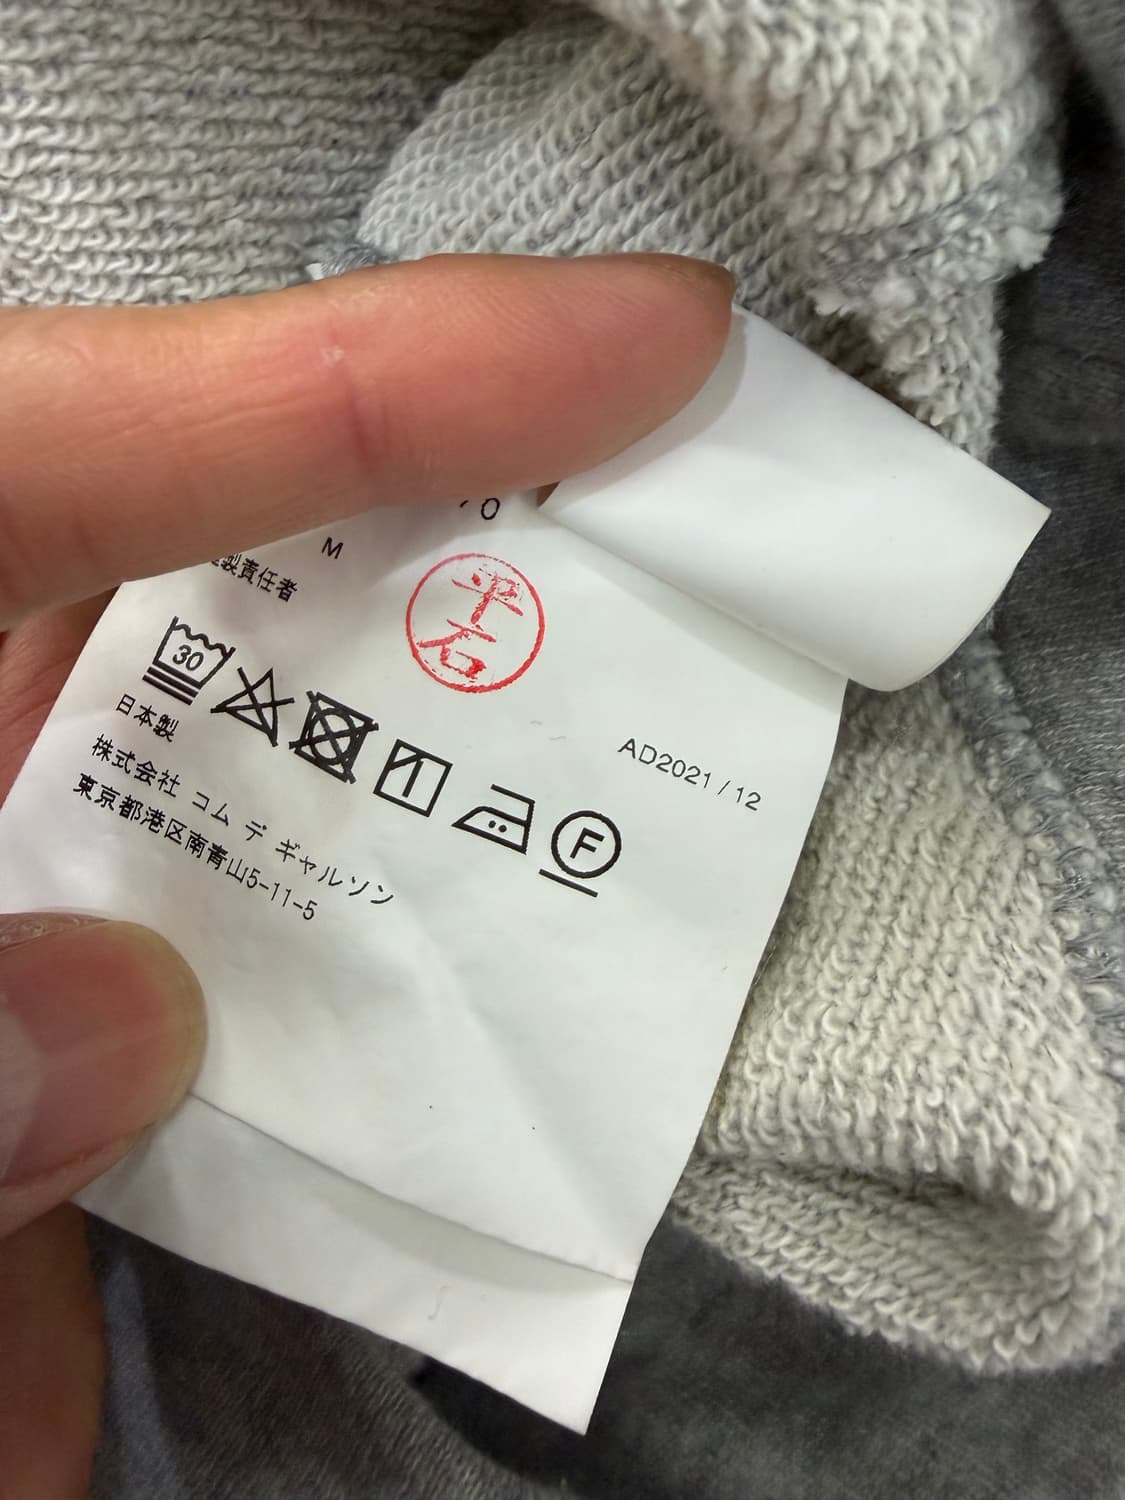 M
製責任者
平石
30
日本製
株式会社 コム デ ギャルソン
東京都港区南青山5-11-5
F
AD2021 / 12